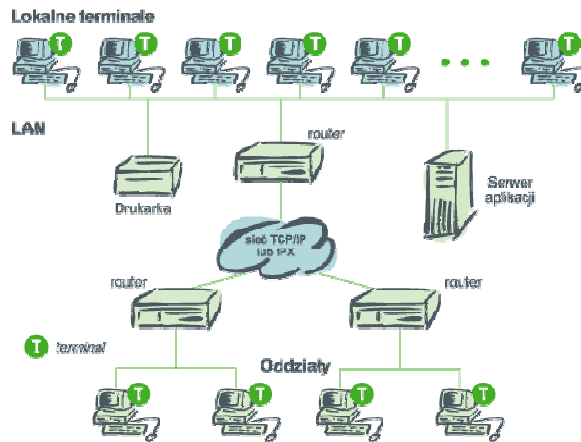 Lokalne terminale
T T T T T T
LAN
router
Drukarka
Serwer
aplikacji
sieć TCP/IP
lub IPX
router
router
T terminal
Oddziały
T T T T